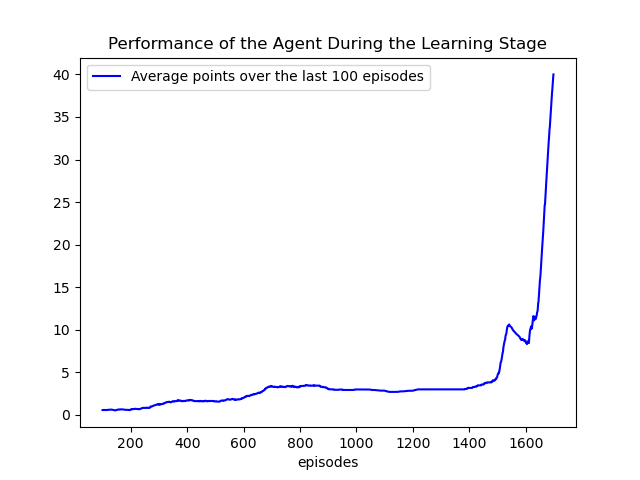 Performance of the Agent During the Learning Stage
Average points over the last 100 episodes
40
35
30
25
20
15
10
5
0
200 400 600 800 1000 1200 1400 1600
episodes